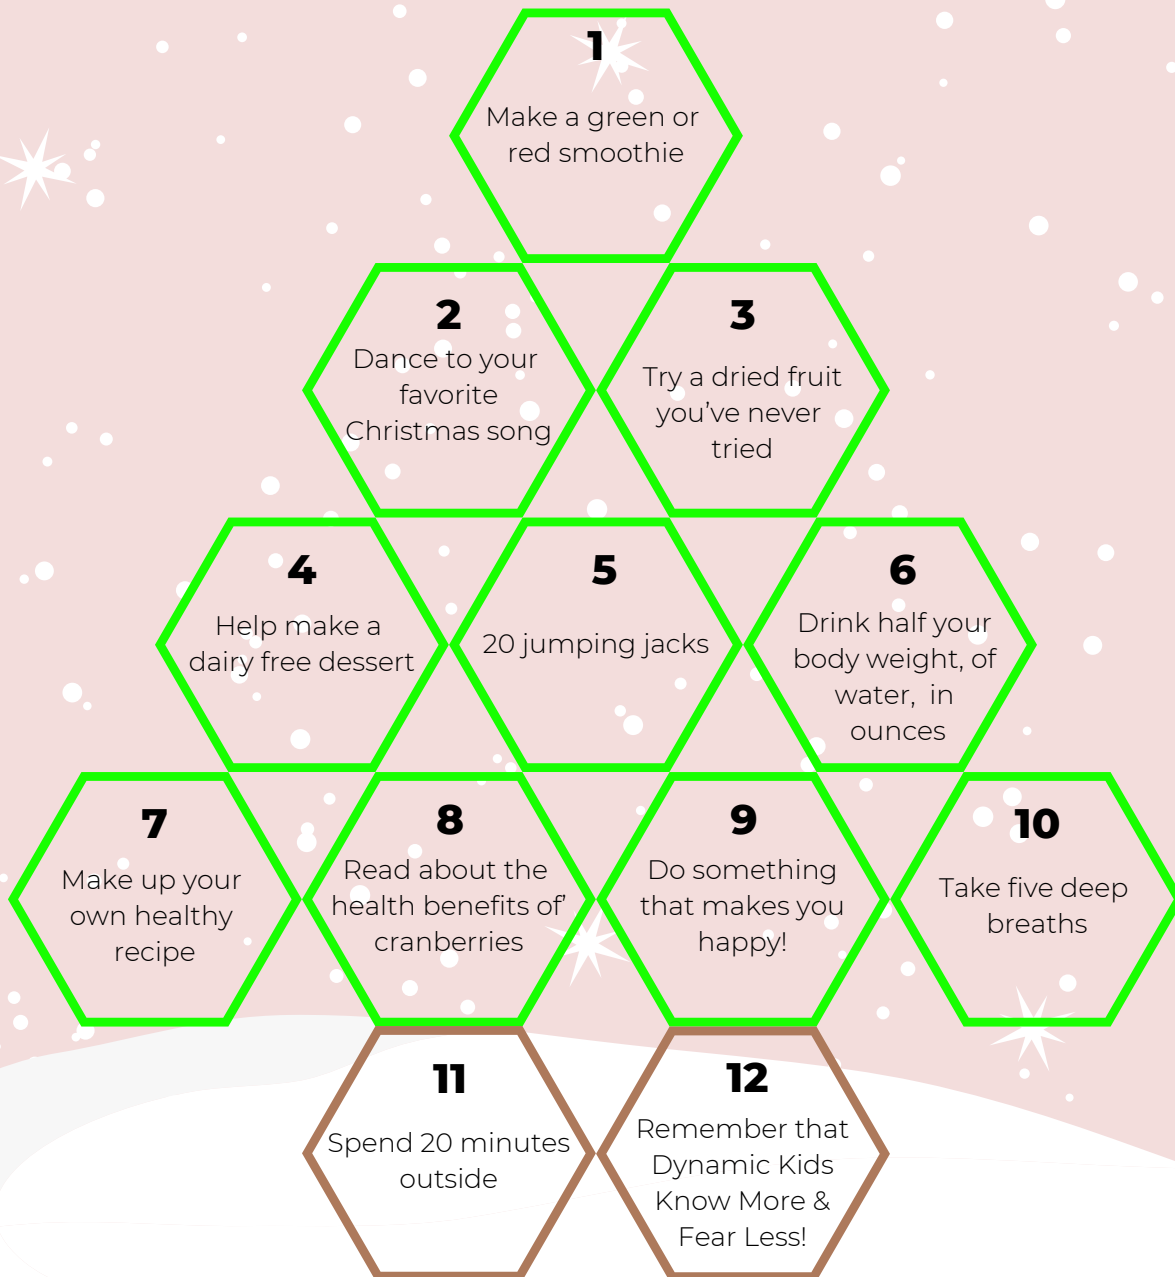 1
Make a green or
red smoothie
2
Dance to your
favorite
Christmas song
3
Try a dried fruit
you've never
tried
4
Help make a
dairy free dessert
5
20 jumping jacks
6
Drink half your
body weight, of
water,  in
ounces
7
Make up your
own healthy
recipe
8
Read about the
health benefits of'
cranberries
9
Do something
that makes you
happy!
10
Take five deep
breaths
11
Spend 20 minutes
outside
12
Remember that
Dynamic Kids
Know More &
Fear Less!